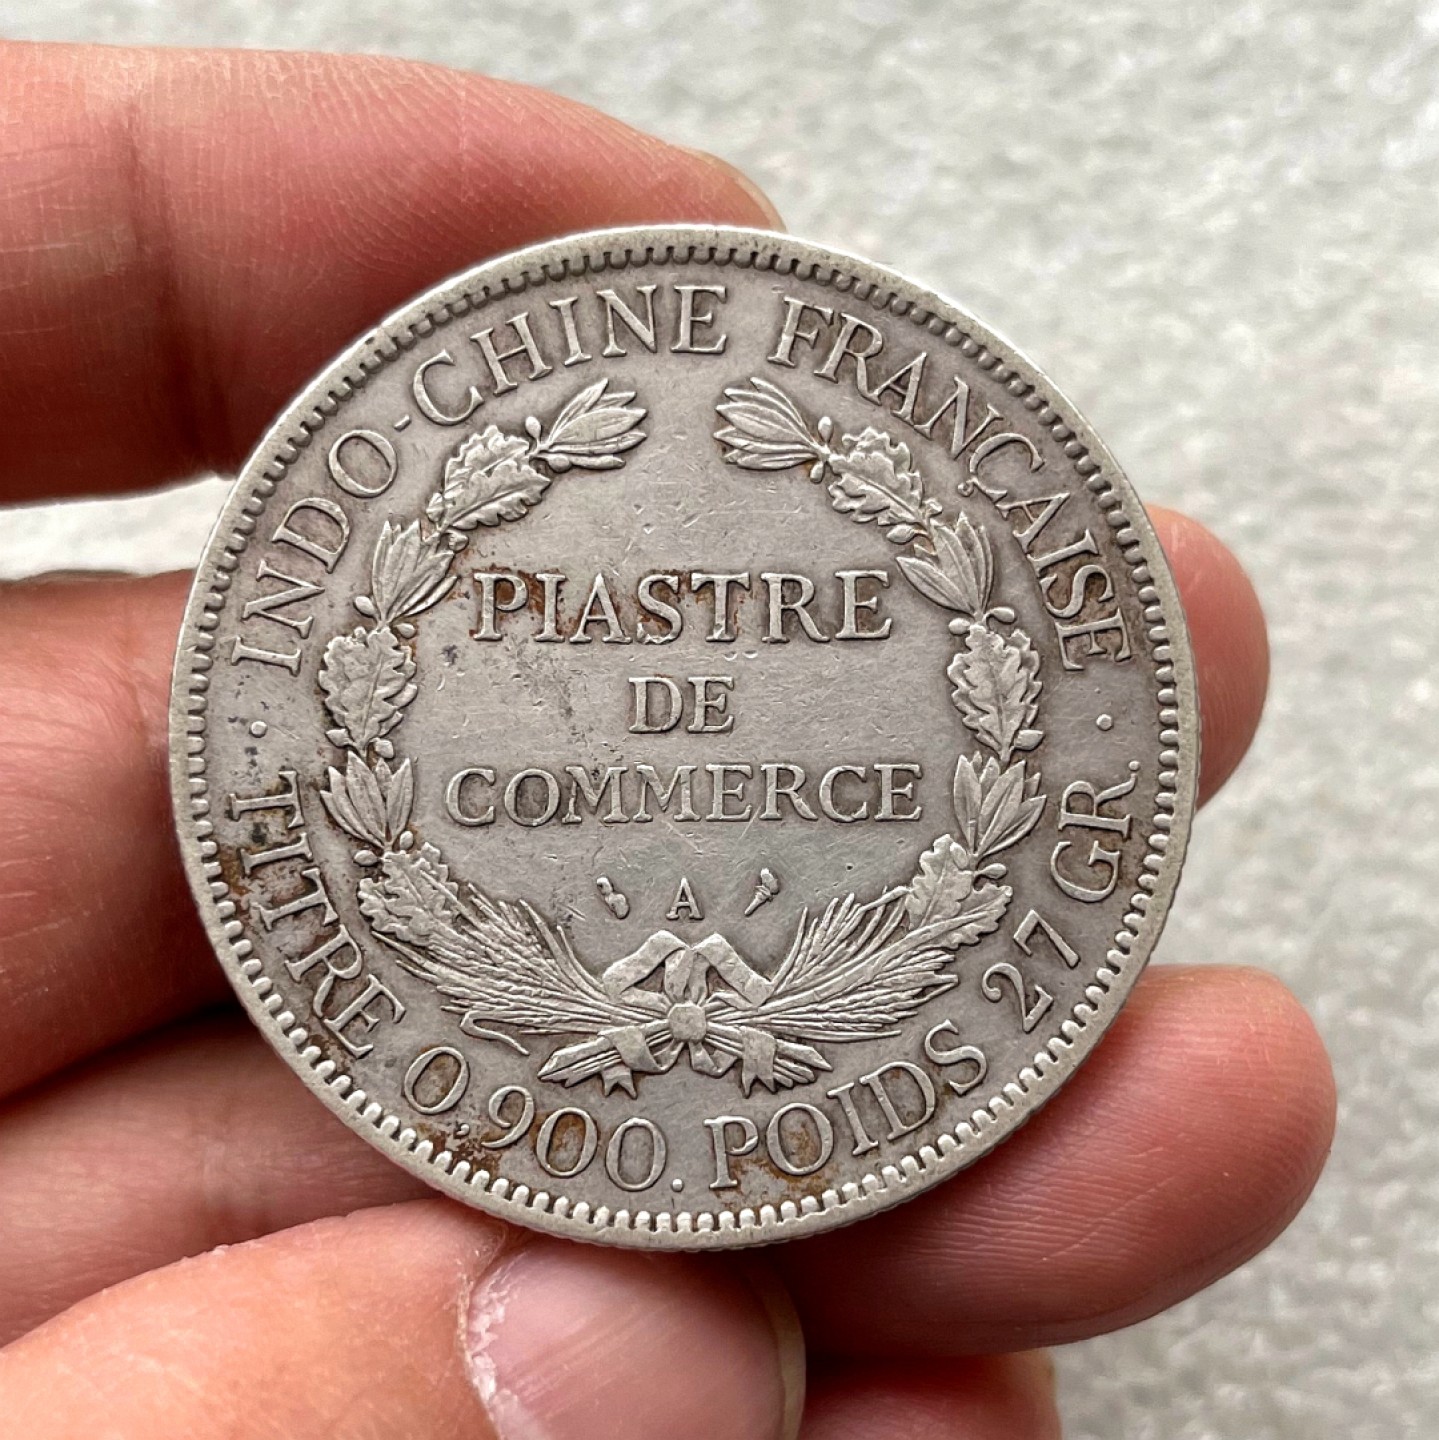 INDO-CHINE FRANÇAISE
PIASTRE
DE
COMMERCE
A
TITRE 0,900. POIDS 27 GR.